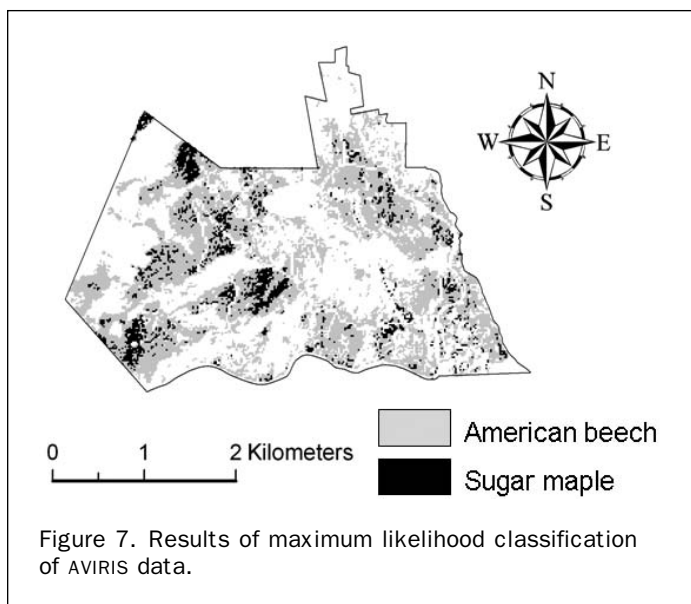 N
W E
S
0 1 2 Kilometers
American beech
Sugar maple
Figure 7. Results of maximum likelihood classification
of AVIRIS data.